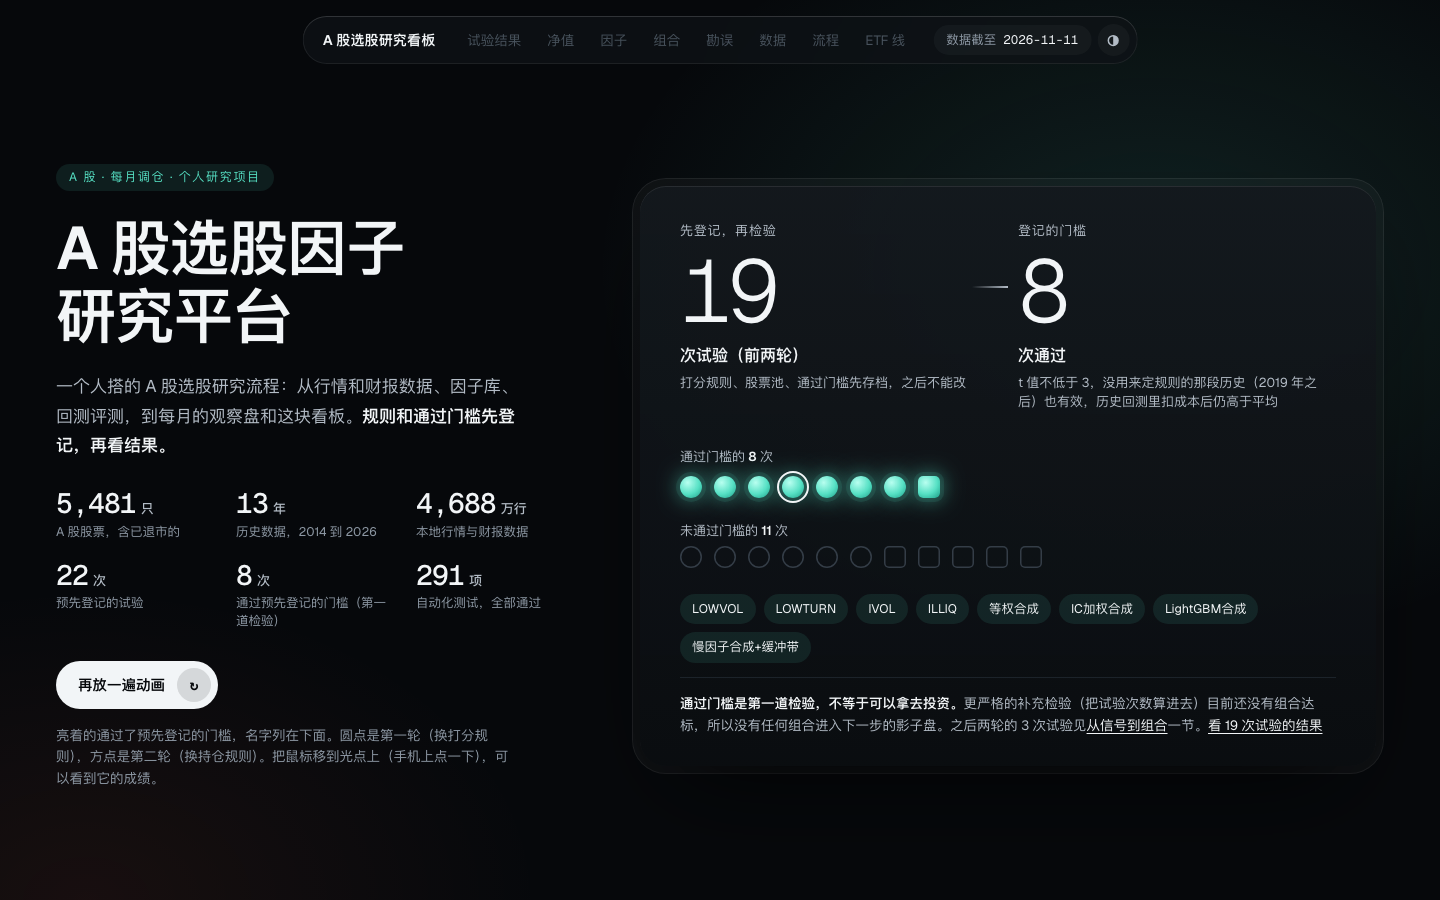 A 股选股研究看板 试验结果 净值 因子 组合 勘误 数据 流程 ETF 线 数据截至 2026-11-11
A 股 · 每月调仓 · 个人研究项目
A 股选股因子
研究平台
一个人搭的 A 股选股研究流程：从行情和财报数据、因子库、
回测评测，到每月的观察盘和这块看板。规则和通过门槛先登
记，再看结果。
5,481 只
A 股股票，含已退市的
13 年
历史数据，2014 到 2026
4,688 万行
本地行情与财报数据
22 次
预先登记的试验
8 次
通过预先登记的门槛（第一
道检验）
291 项
自动化测试，全部通过
再放一遍动画 ↻
亮着的通过了预先登记的门槛，名字列在下面。圆点是第一轮（换打分规
则），方点是第二轮（换持仓规则）。把鼠标移到光点上（手机上点一下），可
以看到它的成绩。
先登记，再检验
19
次试验（前两轮）
打分规则、股票池、通过门槛先存档，之后不能改
登记的门槛
8
次通过
t 值不低于 3，没用来定规则的那段历史（2019 年之
后）也有效，历史回测里扣成本后仍高于平均
通过门槛的 8 次
未通过门槛的 11 次
LOWVOL LOWTURN IVOL ILLIQ 等权合成 IC加权合成 LightGBM合成
慢因子合成+缓冲带
通过门槛是第一道检验，不等于可以拿去投资。更严格的补充检验（把试验次数算进去）目前还没有组合达
标，所以没有任何组合进入下一步的影子盘。之后两轮的 3 次试验见从信号到组合一节。看 19 次试验的结果